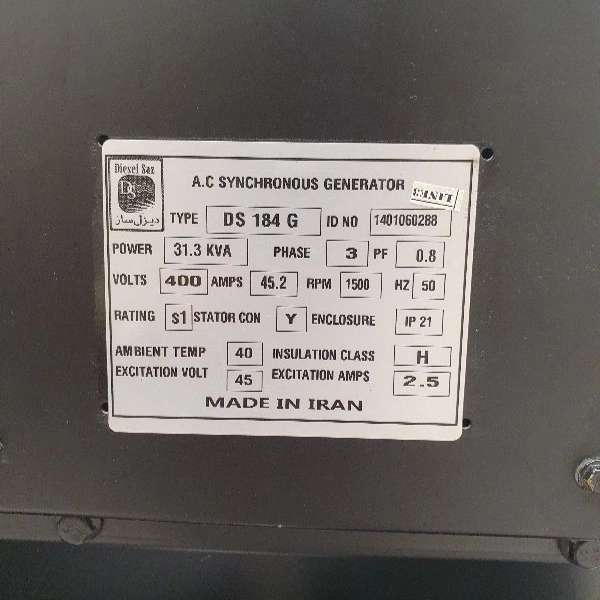 Diesel Saz
DS
دیزل ساز
A.C SYNCHRONOUS GENERATOR
LINE3
TYPE DS 184 G ID NO 1401060288
POWER 31.3 KVA PHASE 3 PF 0.8
VOLTS 400 AMPS 45.2 RPM 1500 HZ 50
RATING S1 STATOR CON Y ENCLOSURE IP 21
AMBIENT TEMP 40 INSULATION CLASS H
EXCITATION VOLT 45 EXCITATION AMPS 2.5
MADE IN IRAN